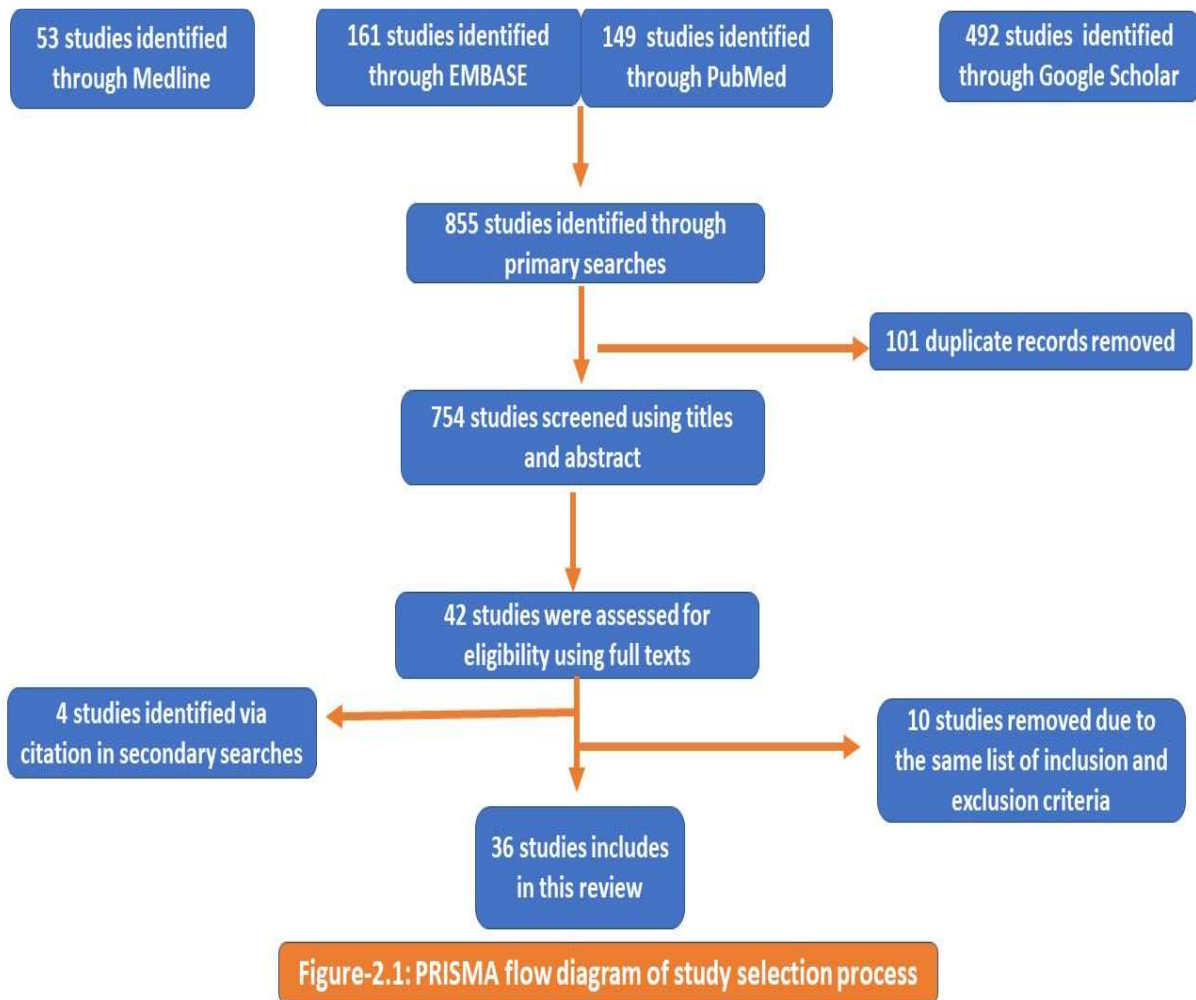 53 studies identified
through Medline
161 studies identified
through EMBASE
149 studies identified
through PubMed
492 studies identified
through Google Scholar
855 studies identified through
primary searches
101 duplicate records removed
754 studies screened using titles
and abstract
42 studies were assessed for
eligibility using full texts
4 studies identified via
citation in secondary searches
10 studies removed due to
the same list of inclusion and
exclusion criteria
36 studies includes
in this review
Figure-2.1: PRISMA flow diagram of study selection process